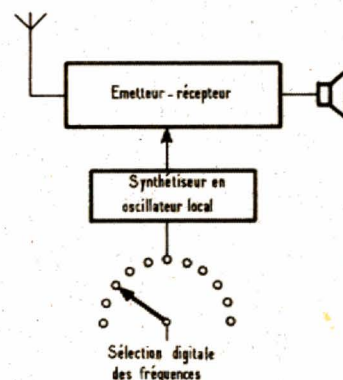 Emetteur - récepteur
Synthétiseur en
oscillateur local
Sélection digitale
des fréquences